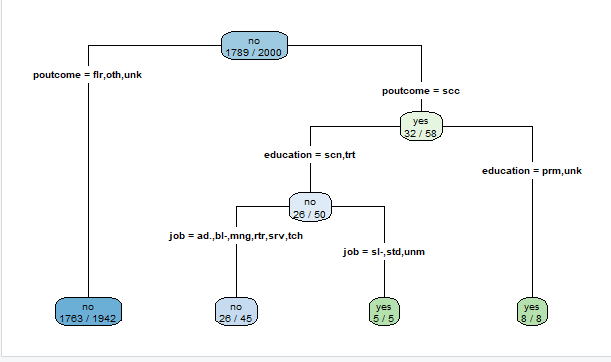 no
1789 / 2000
poutcome = flr,oth,unk
poutcome = scc
yes
32 / 58
education = scn,trt
education = prm,unk
no
26 / 50
job = ad.,bl-,mng,rtr,srv,tch
job = sl-,std,unm
no
1763 / 1942
no
26 / 45
yes
5 / 5
yes
8 / 8